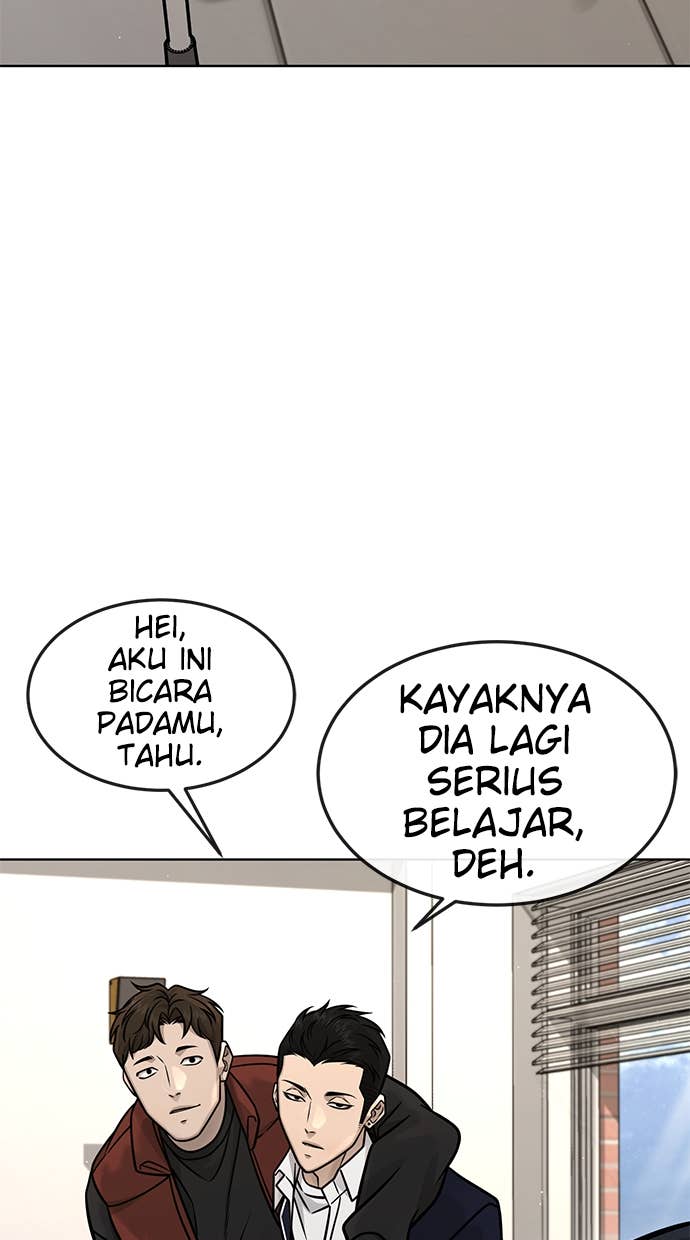 HEI,
AKU INI
BICARA
PADAMU,
TAHU.
KAYAKNYA
DIA LAGI
SERIUS
BELAJAR,
DEH.